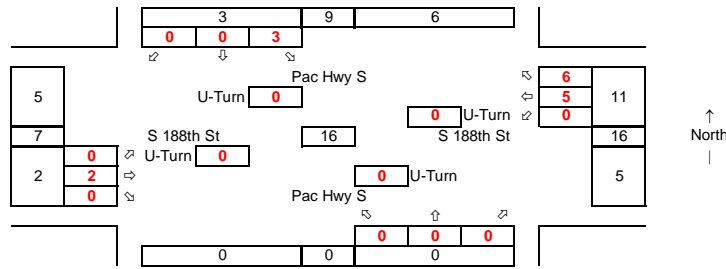 3 9 6
0 0 3
⬃ ⇩ ⬂
Pac Hwy S
⬁ 6
5 U-Turn 0 ⇦ 5 11
0 U-Turn ⬃ 0
↑
7 S 188th St 16 S 188th St 16 North
0 ⬀ U-Turn 0 |
2 2 ⇨ 0 U-Turn 5
0 ⬂ Pac Hwy S
⬁ ⇧ ⬀
0 0 0
0 0 0